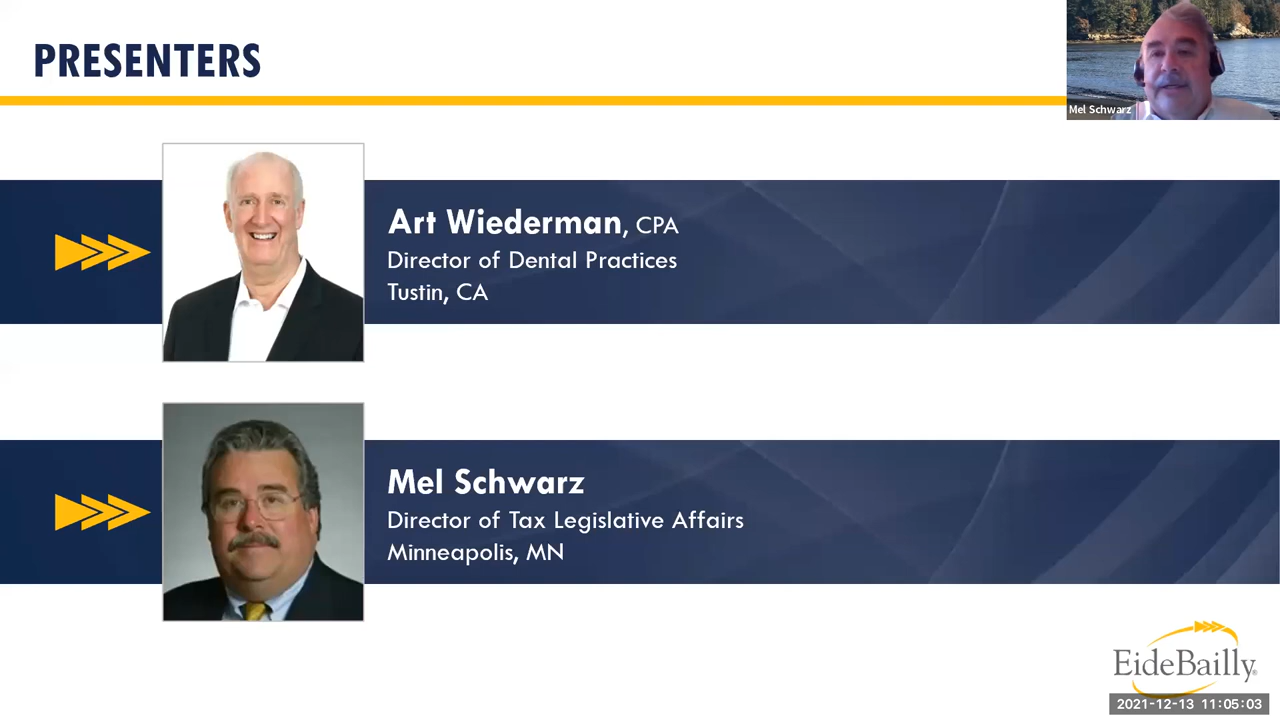 PRESENTERS
Mel Schwarz
Art Wiederman, CPA
Director of Dental Practices
Tustin, CA
Mel Schwarz
Director of Tax Legislative Affairs
Minneapolis, MN
EideBailly®
2021-12-13 11:05:03